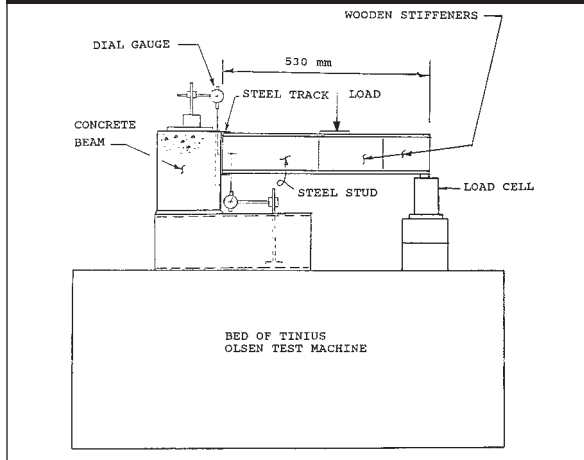 WOODEN STIFFENERS
DIAL GAUGE
530 mm
STEEL TRACK
LOAD
CONCRETE
BEAM
STEEL STUD
LOAD CELL
BED OF TINIUS
OLSEN TEST MACHINE